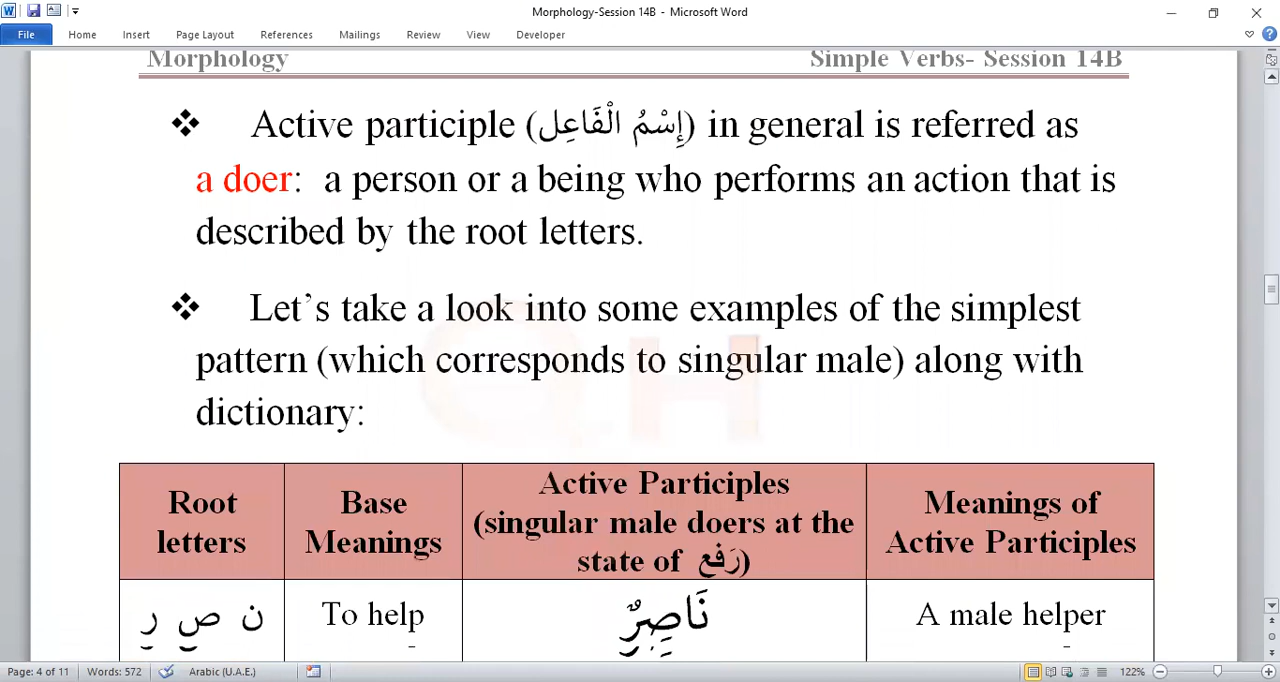 Morphology-Session 14B - Microsoft Word
File Home Insert Page Layout References Mailings Review View Developer
Morphology Simple Verbs- Session 14B
❖ Active participle (إِسْمُ الْفَاعِل) in general is referred as
a doer: a person or a being who performs an action that is
described by the root letters.
❖ Let’s take a look into some examples of the simplest
pattern (which corresponds to singular male) along with
dictionary:
Root
letters
Base
Meanings
Active Participles
(singular male doers at the
state of رَفع)
Meanings of
Active Participles
ن ص ر
To help
نَاصِرٌ
A male helper
QH
Page: 4 of 11 Words: 572 Arabic (U.A.E.) 122%